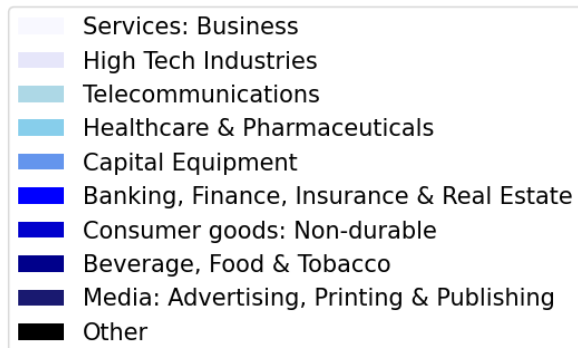 Services: Business
High Tech Industries
Telecommunications
Healthcare & Pharmaceuticals
Capital Equipment
Banking, Finance, Insurance & Real Estate
Consumer goods: Non-durable
Beverage, Food & Tobacco
Media: Advertising, Printing & Publishing
Other